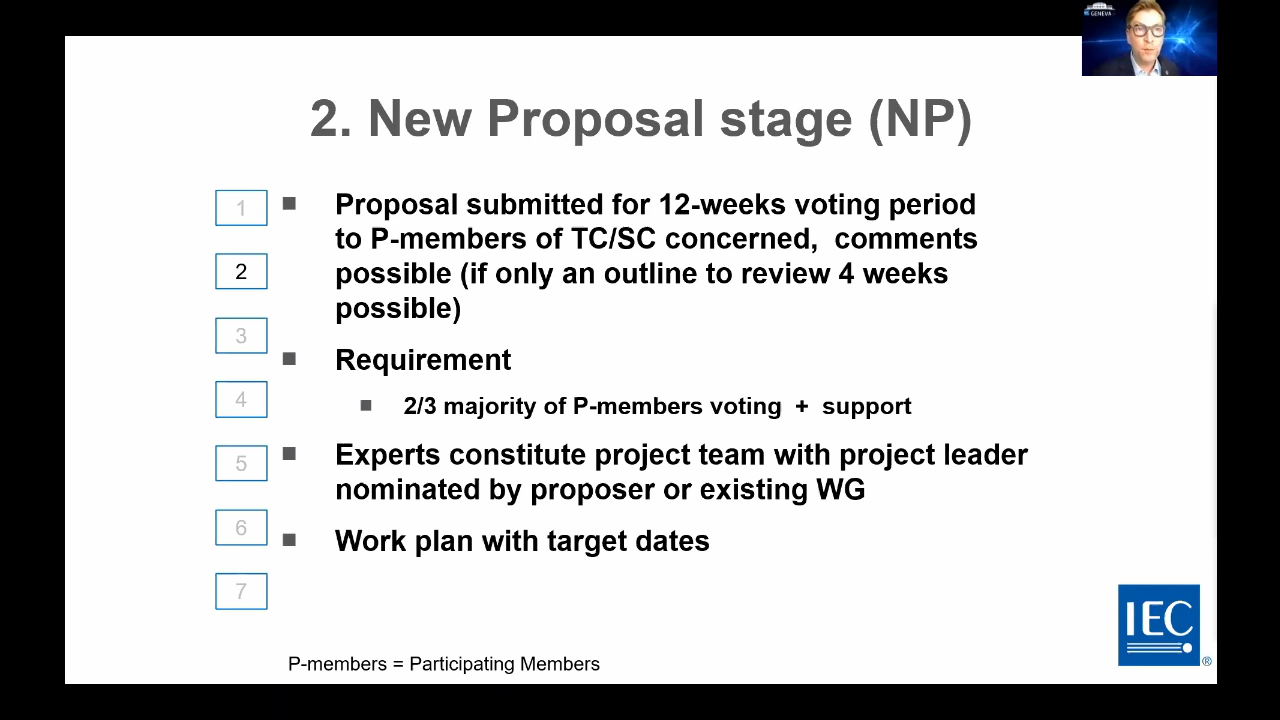 GENEVA
2. New Proposal stage (NP)
1
2
3
4
5
6
7
■ Proposal submitted for 12-weeks voting period
to P-members of TC/SC concerned,  comments
possible (if only an outline to review 4 weeks
possible)
■ Requirement
■ 2/3 majority of P-members voting  +  support
■ Experts constitute project team with project leader
nominated by proposer or existing WG
■ Work plan with target dates
IEC
®
P-members = Participating Members